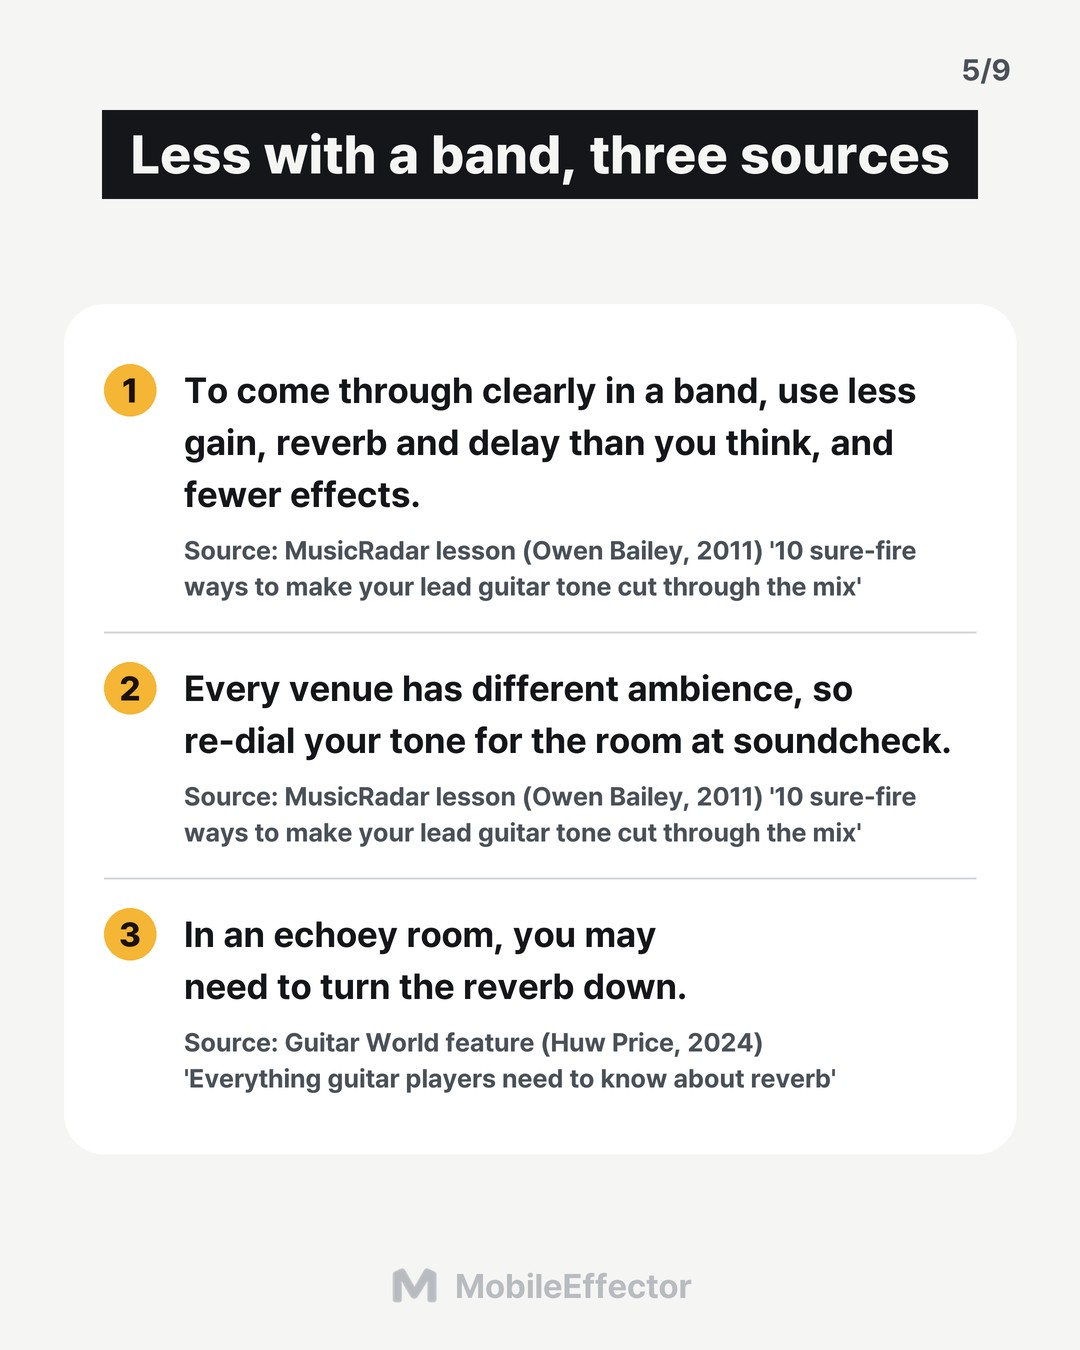 5/9
Less with a band, three sources
1
To come through clearly in a band, use less
gain, reverb and delay than you think, and
fewer effects.
Source: MusicRadar lesson (Owen Bailey, 2011) '10 sure-fire
ways to make your lead guitar tone cut through the mix'
2
Every venue has different ambience, so
re-dial your tone for the room at soundcheck.
Source: MusicRadar lesson (Owen Bailey, 2011) '10 sure-fire
ways to make your lead guitar tone cut through the mix'
3
In an echoey room, you may
need to turn the reverb down.
Source: Guitar World feature (Huw Price, 2024)
'Everything guitar players need to know about reverb'
MobileEffector